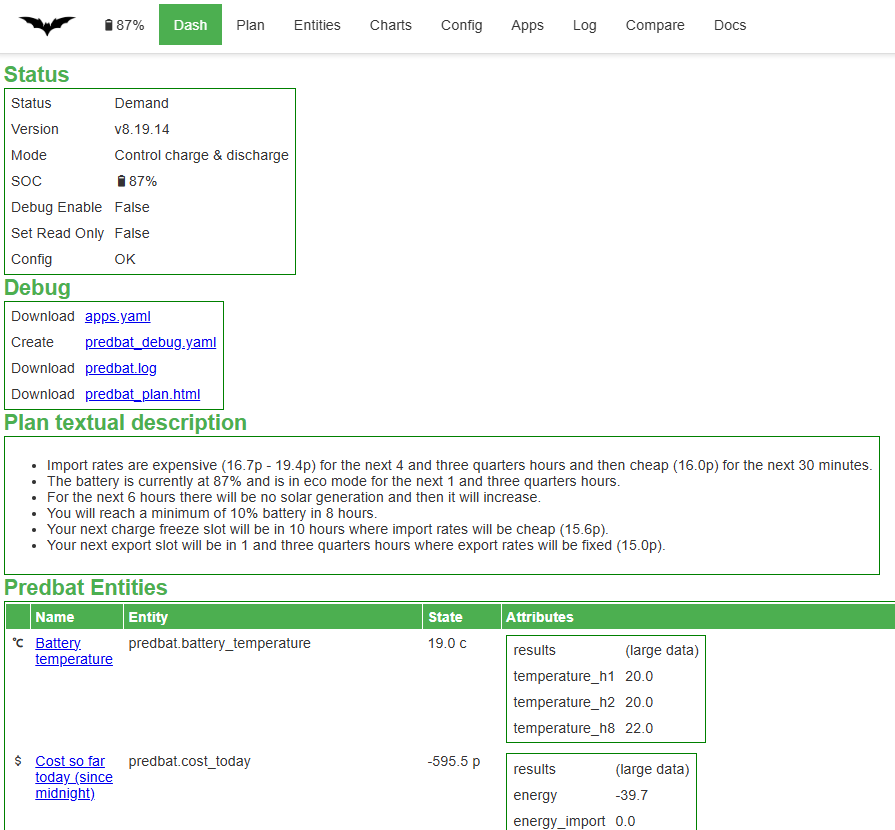 87% Dash Plan Entities Charts Config Apps Log Compare Docs
Status
Status Demand
Version v8.19.14
Mode Control charge & discharge
SOC 87%
Debug Enable False
Set Read Only False
Config OK
Debug
Download apps.yaml
Create predbat_debug.yaml
Download predbat.log
Download predbat_plan.html
Plan textual description
• Import rates are expensive (16.7p - 19.4p) for the next 4 and three quarters hours and then cheap (16.0p) for the next 30 minutes.
• The battery is currently at 87% and is in eco mode for the next 1 and three quarters hours.
• For the next 6 hours there will be no solar generation and then it will increase.
• You will reach a minimum of 10% battery in 8 hours.
• Your next charge freeze slot will be in 10 hours where import rates will be cheap (15.6p).
• Your next export slot will be in 1 and three quarters hours where export rates will be fixed (15.0p).
Predbat Entities
Name Entity State Attributes
℃ Battery predbat.battery_temperature 19.0 c results (large data)
temperature
temperature_h1 20.0
temperature_h2 20.0
temperature_h8 22.0
$ Cost so far predbat.cost_today -595.5 p results (large data)
today (since
midnight) energy -39.7
energy_import 0.0